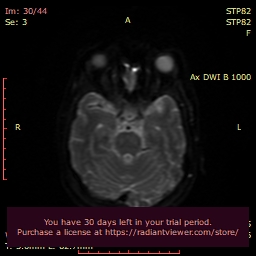 Im: 30/44
Se: 3
A
STP82
STP82
F
Ax DWI B 1000
R
L
You have 30 days left in your trial period.
Purchase a license at https://radiantviewer.com/store/